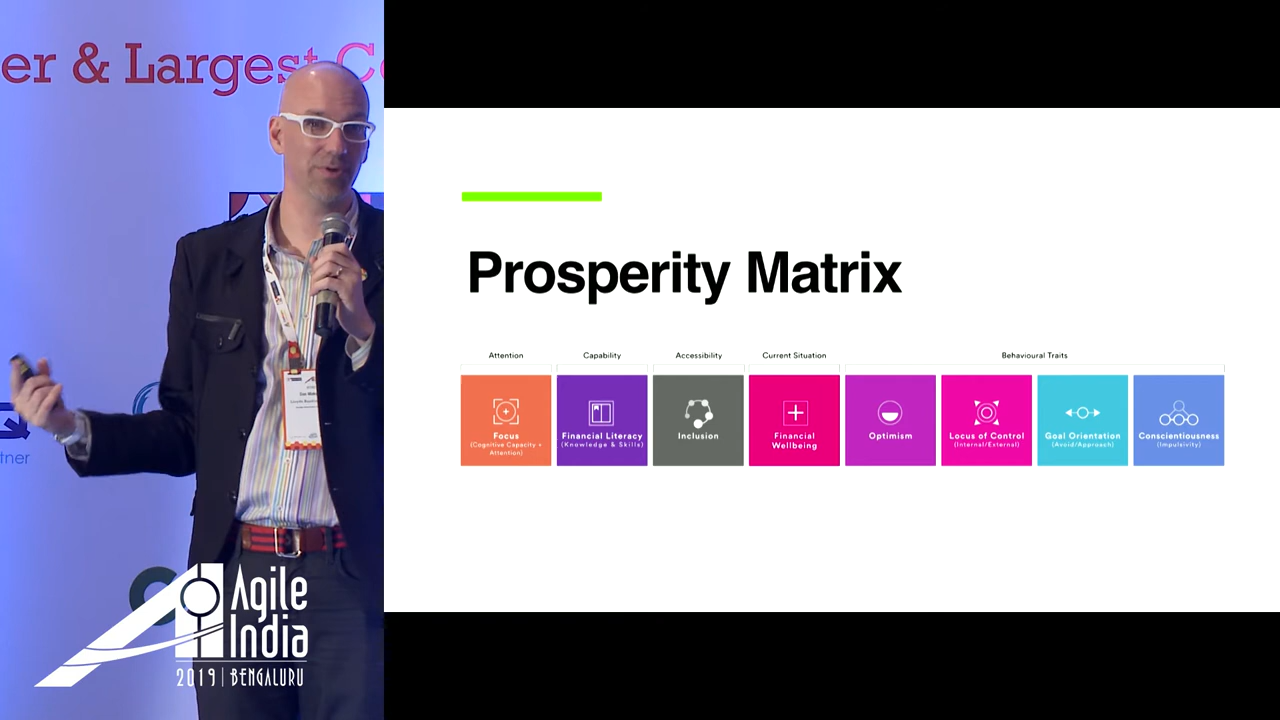 er & Largest Co
tner
Agile
India
2019 | BENGALURU
Prosperity Matrix
Attention
Capability
Accessibility
Current Situation
Behavioural Traits
Focus
(Cognitive Capacity +
Attention)
Financial Literacy
(Knowledge & Skills)
Inclusion
Financial
Wellbeing
Optimism
Locus of Control
(Internal/External)
Goal Orientation
(Avoid/Approach)
Conscientiousness
(Impulsivity)